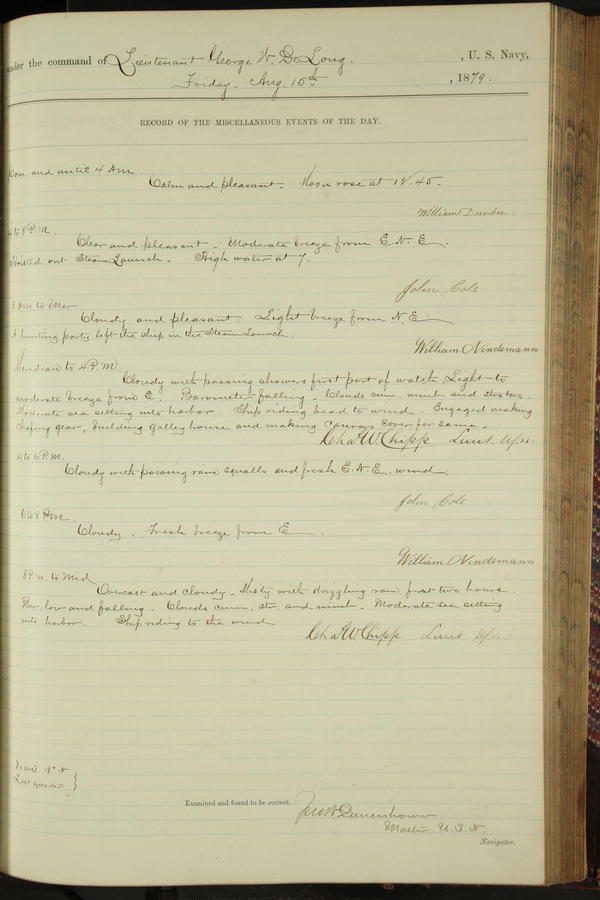 under the command of Lieutenant George W. De Long, , U. S. Navy,
Friday. Aug. 15th , 1879.
RECORD OF THE MISCELLANEOUS EVENTS OF THE DAY.
Com. and until 4 Am
Calm and pleasant. Moon rose at 12.45.
William Dunbar
4 to 8 P.M.
Clear and pleasant. Moderate breeze from E.N.E.
Hoisted out Steam Launch. High water at 7.
John Cole
to Mer
Cloudy and pleasant. Light breeze from N.E.
A hunting party left the ship in the Steam Launch.
William Nindemann
Meridian to 4 P.M.
Cloudy with passing showers first part of watch. Light to
moderate breeze from E. Barometer falling. Clouds cum. nimb. and stratus.
Moderate sea setting into harbor. Ship riding head to wind. Engaged making
chafing gear, building galley house and making canvas cover for same.
Chas W. Chipp Lieut.
4 to 6 P.M.
Cloudy with passing rain squalls and fresh E.N.E. wind
John Cole
6 to 8 P.M.
Cloudy. Fresh breeze from E.
William Nindemann
8 P.m. to Mid
Overcast and cloudy. Misty with drizzling rain first two hours.
Bar low and falling. Clouds cum. str. and nimb. Moderate sea setting
into harbor. Ship riding to the wind
Chas W. Chipp Lieut
18° N
Last Quarter }
Examined and found to be correct.
Jno W Danenhower
Master. U.S.N.
Navigator.